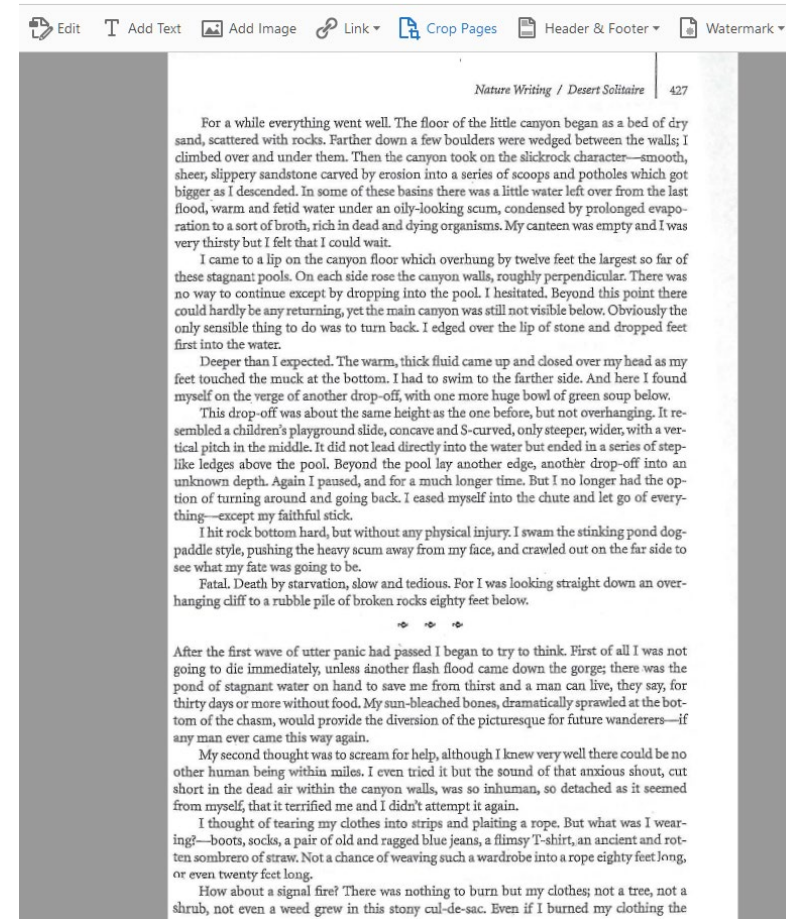 Edit Add Text Add Image Link Crop Pages Header & Footer Watermark
Nature Writing / Desert Solitaire 427
For a while everything went well. The floor of the little canyon began as a bed of dry
sand, scattered with rocks. Farther down a few boulders were wedged between the walls; I
climbed over and under them. Then the canyon took on the slickrock character—smooth,
sheer, slippery sandstone carved by erosion into a series of scoops and potholes which got
bigger as I descended. In some of these basins there was a little water left over from the last
flood, warm and fetid water under an oily-looking scum, condensed by prolonged evapo-
ration to a sort of broth, rich in dead and dying organisms. My canteen was empty and I was
very thirsty but I felt that I could wait.
I came to a lip on the canyon floor which overhung by twelve feet the largest so far of
these stagnant pools. On each side rose the canyon walls, roughly perpendicular. There was
no way to continue except by dropping into the pool. I hesitated. Beyond this point there
could hardly be any returning, yet the main canyon was still not visible below. Obviously the
only sensible thing to do was to turn back. I edged over the lip of stone and dropped feet
first into the water.
Deeper than I expected. The warm, thick fluid came up and closed over my head as my
feet touched the muck at the bottom. I had to swim to the farther side. And here I found
myself on the verge of another drop-off, with one more huge bowl of green soup below.
This drop-off was about the same height as the one before, but not overhanging. It re-
sembled a children's playground slide, concave and S-curved, only steeper, wider, with a ver-
tical pitch in the middle. It did not lead directly into the water but ended in a series of step-
like ledges above the pool. Beyond the pool lay another edge, another drop-off into an
unknown depth. Again I paused, and for a much longer time. But I no longer had the op-
tion of turning around and going back. I eased myself into the chute and let go of every-
thing—except my faithful stick.
I hit rock bottom hard, but without any physical injury. I swam the stinking pond dog-
paddle style, pushing the heavy scum away from my face, and crawled out on the far side to
see what my fate was going to be.
Fatal. Death by starvation, slow and tedious. For I was looking straight down an over-
hanging cliff to a rubble pile of broken rocks eighty feet below.
After the first wave of utter panic had passed I began to try to think. First of all I was not
going to die immediately, unless another flash flood came down the gorge; there was the
pond of stagnant water on hand to save me from thirst and a man can live, they say, for
thirty days or more without food. My sun-bleached bones, dramatically sprawled at the bot-
tom of the chasm, would provide the diversion of the picturesque for future wanderers—if
any man ever came this way again.
My second thought was to scream for help, although I knew very well there could be no
other human being within miles. I even tried it but the sound of that anxious shout, cut
short in the dead air within the canyon walls, was so inhuman, so detached as it seemed
from myself, that it terrified me and I didn't attempt it again.
I thought of tearing my clothes into strips and plaiting a rope. But what was I wear-
ing?—boots, socks, a pair of old and ragged blue jeans, a flimsy T-shirt, an ancient and rot-
ten sombrero of straw. Not a chance of weaving such a wardrobe into a rope eighty feet long,
or even twenty feet long.
How about a signal fire? There was nothing to burn but my clothes; not a tree, not a
shrub, not even a weed grew in this stony cul-de-sac. Even if I burned my clothing the